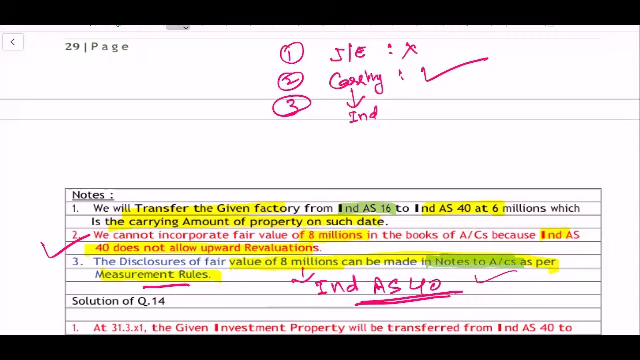 29 | Page
① J/E : X
② Carrying : ✓
③ Ind
Notes :
1. We will Transfer the Given factory from Ind AS 16 to Ind AS 40 at 6 millions which
Is the carrying Amount of property on such date.
2. We cannot incorporate fair value of 8 millions in the books of A/Cs because Ind AS
40 does not allow upward Revaluations.
3. The Disclosures of fair value of 8 millions can be made in Notes to A/cs as per
Measurement Rules.
Ind AS 40
Solution of Q.14
1. At 31.3.x1, the Given Investment Property will be transferred from Ind AS 40 to